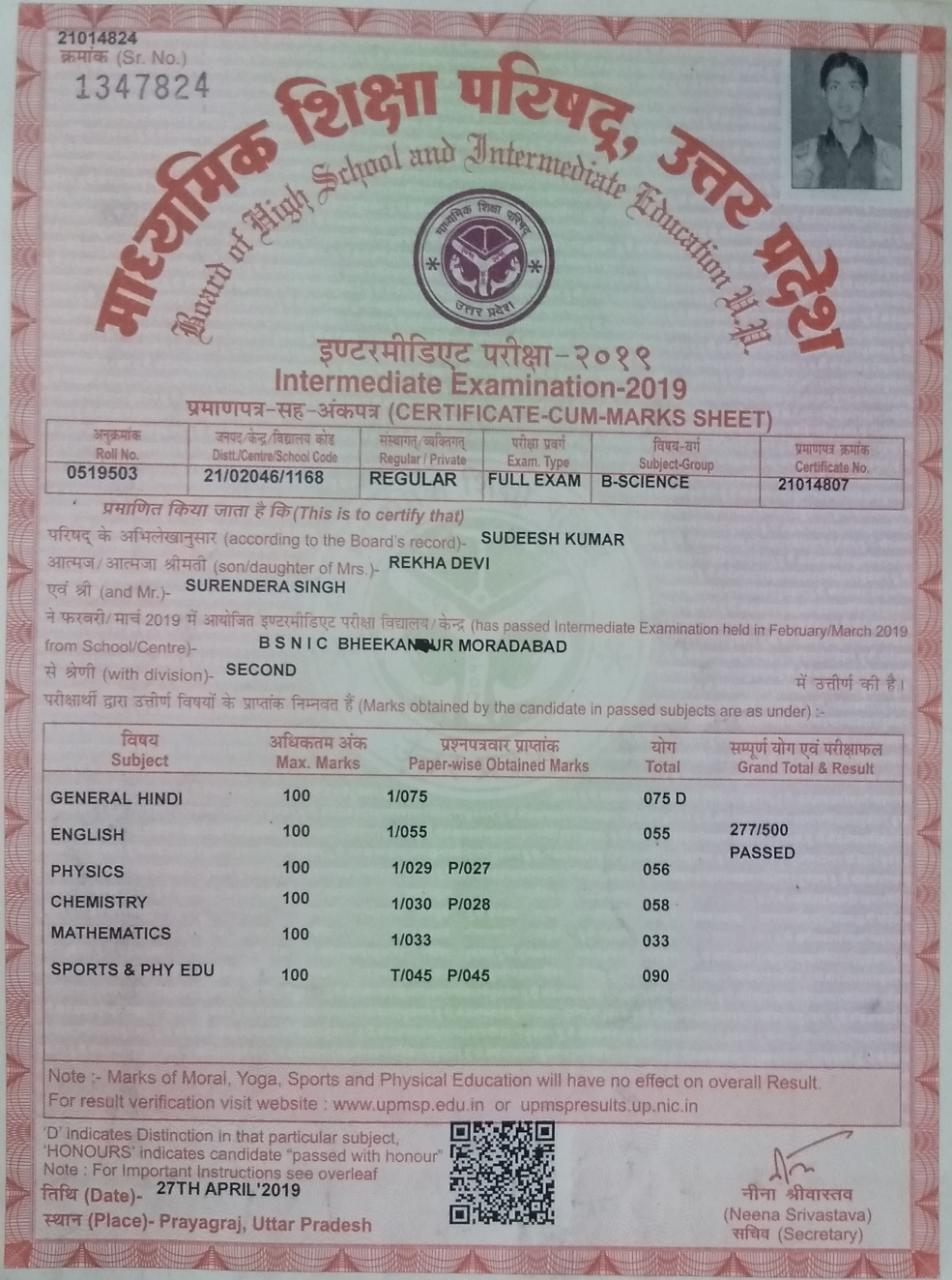 21014824
क्रमांक (Sr. No.)
1347824
माध्यमिक शिक्षा परिषद्, उत्तर प्रदेश
Board of High School and Intermediate Education U.P.
माध्यमिक शिक्षा परिषद्
उत्तर प्रदेश
इण्टरमीडिएट परीक्षा-२०१९
Intermediate Examination-2019
प्रमाणपत्र-सह-अंकपत्र (CERTIFICATE-CUM-MARKS SHEET)
अनुक्रमांक जनपद/केन्द्र/विद्यालय कोड संस्थागत/व्यक्तिगत् परीक्षा प्रवर्ग विषय-वर्ग प्रमाणपत्र क्रमांक
Roll No. Distt./Centre/School Code Regular / Private Exam. Type Subject-Group Certificate No.
0519503 21/02046/1168 REGULAR FULL EXAM B-SCIENCE 21014807
प्रमाणित किया जाता है कि (This is to certify that)
परिषद् के अभिलेखानुसार (according to the Board's record)- SUDEESH KUMAR
आत्मज/आत्मजा श्रीमती (son/daughter of Mrs.)- REKHA DEVI
एवं श्री (and Mr.)- SURENDERA SINGH
ने फरवरी/मार्च 2019 में आयोजित इण्टरमीडिएट परीक्षा विद्यालय/केन्द्र (has passed Intermediate Examination held in February/March 2019
from School/Centre)- B S N I C MORADABAD
से श्रेणी (with division)- SECOND में उत्तीर्ण की है।
परीक्षार्थी द्वारा उत्तीर्ण विषयों के प्राप्तांक निम्नवत हैं (Marks obtained by the candidate in passed subjects are as under) :-
विषय अधिकतम अंक प्रश्नपत्रवार प्राप्तांक योग सम्पूर्ण योग एवं परीक्षाफल
Subject Max. Marks Paper-wise Obtained Marks Total Grand Total & Result
GENERAL HINDI 100 1/075 075 D
ENGLISH 100 1/055 055 277/500
PASSED
PHYSICS 100 1/029 P/027 056
CHEMISTRY 100 1/030 P/028 058
MATHEMATICS 100 1/033 033
SPORTS & PHY EDU 100 T/045 P/045 090
Note :- Marks of Moral, Yoga, Sports and Physical Education will have no effect on overall Result.
For result verification visit website : www.upmsp.edu.in or upmspresults.up.nic.in
'D' indicates Distinction in that particular subject,
'HONOURS' indicates candidate "passed with honour"
Note : For Important Instructions see overleaf
तिथि (Date)- 27TH APRIL'2019
स्थान (Place)- Prayagraj, Uttar Pradesh
नीना श्रीवास्तव
(Neena Srivastava)
सचिव (Secretary)